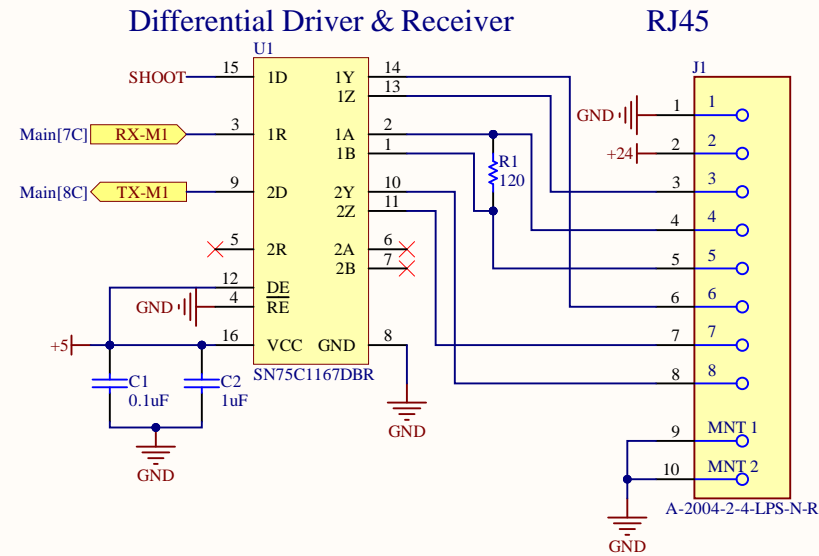 Differential Driver & Receiver
RJ45
U1
J1
SHOOT
15
1D
1Y
14
1Z
13
Main[7C]
RX-M1
3
1R
1A
2
1B
1
Main[8C]
TX-M1
9
2D
2Y
10
2Z
11
5
2R
2A
6
2B
7
12
DE
GND
4
RE
+5
16
VCC
GND
8
SN75C1167DBR
C1
0.1uF
C2
1uF
GND
GND
R1
120
GND
1
1
+24
2
2
3
3
4
4
5
5
6
6
7
7
8
8
9
MNT 1
10
MNT 2
A-2004-2-4-LPS-N-R
GND